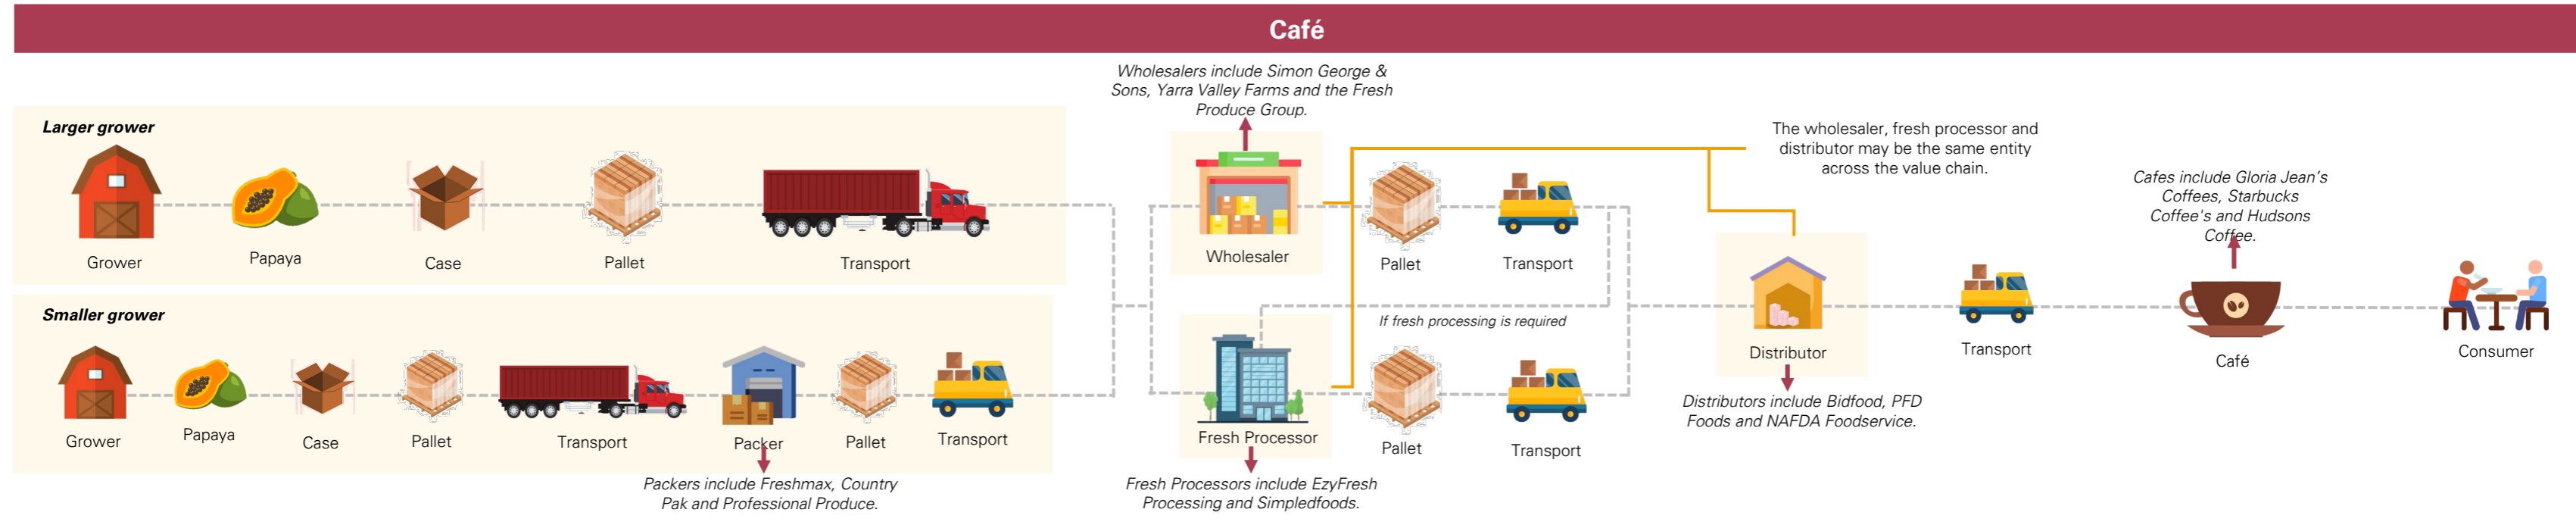 Café
Wholesalers include Simon George &
Sons, Yarra Valley Farms and the Fresh
Produce Group.
Larger grower
Grower
Papaya
Case
Pallet
Transport
Wholesaler
Pallet
Transport
The wholesaler, fresh processor and
distributor may be the same entity
across the value chain.
Cafes include Gloria Jean’s
Coffees, Starbucks
Coffee's and Hudsons
Coffee.
Smaller grower
Grower
Papaya
Case
Pallet
Transport
Packer
Pallet
Transport
Packers include Freshmax, Country
Pak and Professional Produce.
If fresh processing is required
Fresh Processor
Pallet
Transport
Fresh Processors include EzyFresh
Processing and Simpledfoods.
Distributor
Distributors include Bidfood, PFD
Foods and NAFDA Foodservice.
Transport
Café
Consumer